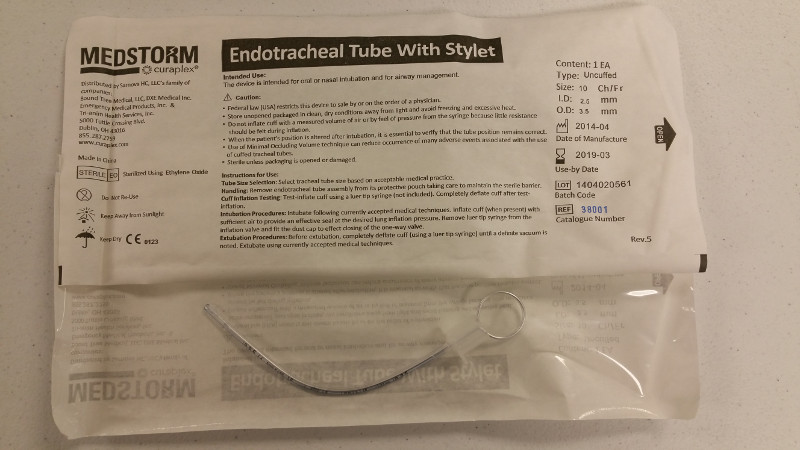 MEDSTORM
curaplex®
Distributed by Sarnova HC, LLC's family of
companies:
Bound Tree Medical, LLC, DXE Medical Inc.
Emergency Medical Products, Inc. &
Tri-anim Health Services, Inc.
5000 Tuttle Crossing Blvd.
Dublin, OH 43016
855.287.2759
www.curaplex.com
Made in China
STERILE EO Sterilized Using Ethylene Oxide
Do Not Re-Use
Keep Away from Sunlight
Keep Dry CE 0123
Endotracheal Tube With Stylet
Intended Use:
The device is intended for oral or nasal intubation and for airway management.
Caution:
• Federal law (USA) restricts this device to sale by or on the order of a physician.
• Store unopened packaging in clean, dry conditions away from light and avoid freezing and excessive heat.
• Do not inflate cuff with a measured volume of air or by feel of pressure from the syringe because little resistance
should be felt during inflation.
• When the patient's position is altered after intubation, it is essential to verify that the tube position remains correct.
• Use of Minimal Occluding Volume technique can reduce occurrence of many adverse events associated with the use
of cuffed tracheal tubes.
• Sterile unless packaging is opened or damaged.
Instructions for Use:
Tube Size Selection: Select tracheal tube size based on acceptable medical practice.
Handling: Remove endotracheal tube assembly from its protective pouch taking care to maintain the sterile barrier.
Cuff Inflation Testing: Test-inflate cuff using a luer tip syringe (not included). Completely deflate cuff after test-
inflation.
Intubation Procedures: Intubate following currently accepted medical techniques, inflate cuff (when present) with
sufficient air to provide an effective seal at the desired lung inflation pressure. Remove luer tip syringe from the
inflation valve and fit the dust cap to effect closing of the one-way valve.
Extubation Procedures: Before extubation, completely deflate cuff (using a luer tip syringe) until a definite vacuum is
noted. Extubate using currently accepted medical techniques.
Content: 1 EA
Type: Uncuffed
Size: 10 Ch/Fr
I.D: 2.5 mm
O.D: 3.5 mm
2014-04
Date of Manufacture
2019-03
Use-by Date
LOT 1404020561
Batch Code
REF 38001
Catalogue Number
Rev.5
OPEN
MEDSTORM
Endotracheal Tube With Stylet